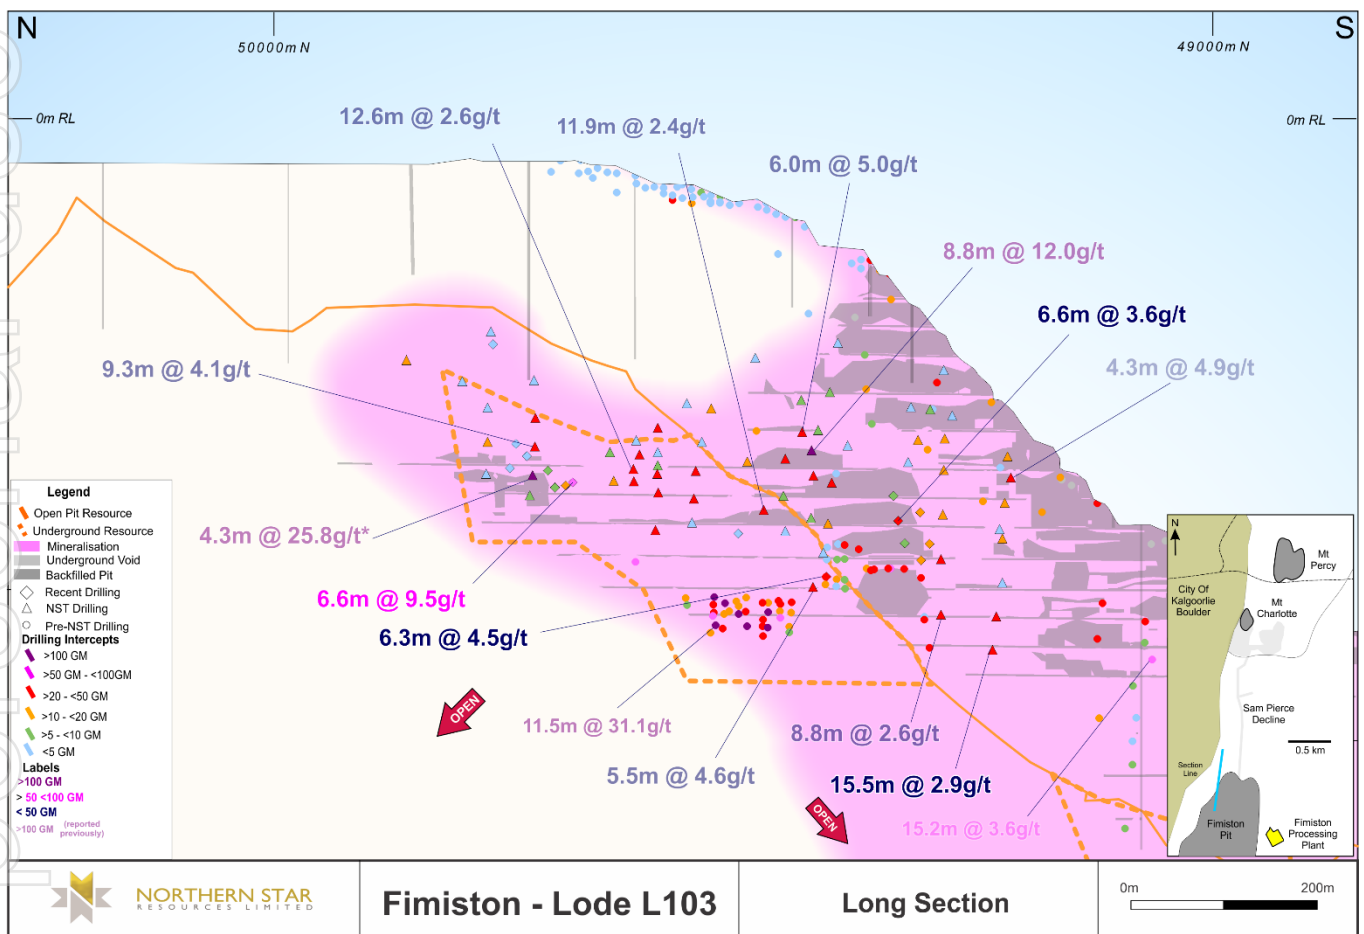 N
S
50000m N
49000m N
0m RL
0m RL
12.6m @ 2.6g/t
11.9m @ 2.4g/t
6.0m @ 5.0g/t
8.8m @ 12.0g/t
6.6m @ 3.6g/t
4.3m @ 4.9g/t
9.3m @ 4.1g/t
4.3m @ 25.8g/t*
6.6m @ 9.5g/t
6.3m @ 4.5g/t
11.5m @ 31.1g/t
5.5m @ 4.6g/t
8.8m @ 2.6g/t
15.5m @ 2.9g/t
15.2m @ 3.6g/t
OPEN
OPEN
Legend
Open Pit Resource
Underground Resource
Mineralisation
Underground Void
Backfilled Pit
Recent Drilling
NST Drilling
Pre-NST Drilling
Drilling Intercepts
>100 GM
>50 GM - <100GM
>20 - <50 GM
>10 - <20 GM
>5 - <10 GM
<5 GM
Labels
>100 GM
> 50 <100 GM
< 50 GM
>100 GM (reported previously)
N
Mt
Percy
City Of
Kalgoorlie
Boulder
Mt
Charlotte
Sam Pierce
Decline
0.5 km
Section
Line
Fimiston
Pit
Fimiston
Processing
Plant
NORTHERN STAR
RESOURCES LIMITED
Fimiston - Lode L103
Long Section
0m
200m